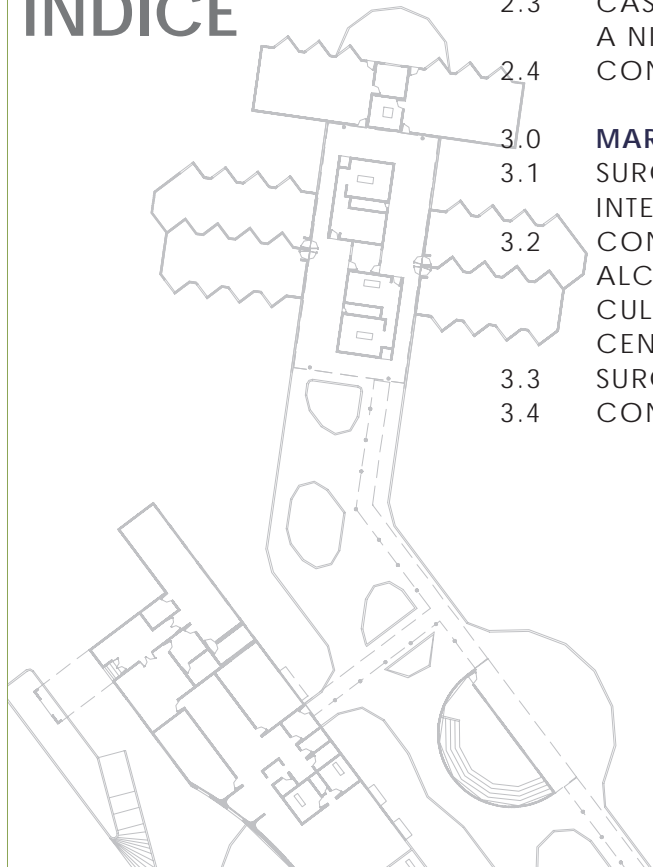 INDICE
2.3 CAS
A
2.4 CON
3.0 MAR
3.1 SUR
INTE
3.2 CON
ALC
CUL
CEN
3.3 SUR
3.4 CON